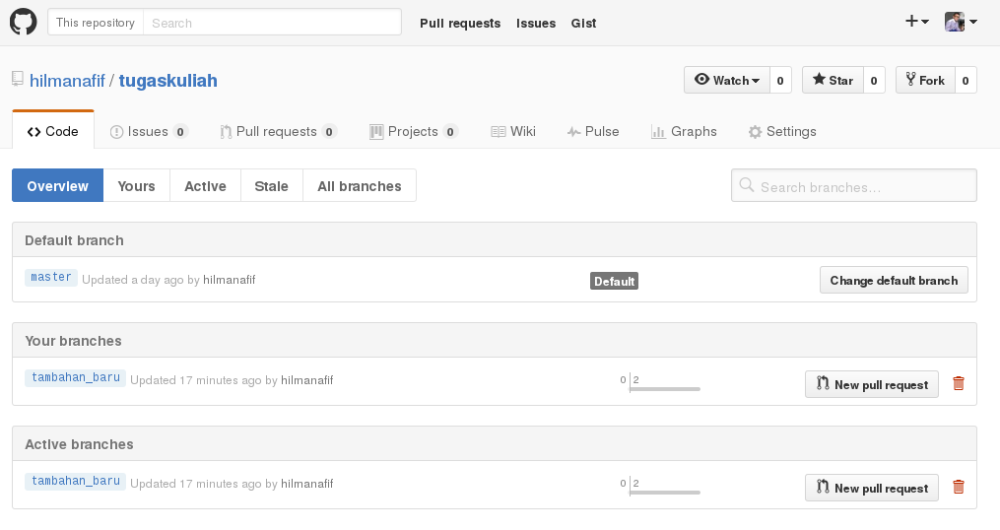 This repository Search Pull requests Issues Gist
hilmanafif / tugaskuliah Watch 0 Star 0 Fork 0
Code Issues 0 Pull requests 0 Projects 0 Wiki Pulse Graphs Settings
Overview Yours Active Stale All branches Search branches...
Default branch
master Updated a day ago by hilmanafif Default Change default branch
Your branches
tambahan_baru Updated 17 minutes ago by hilmanafif 0 2 New pull request
Active branches
tambahan_baru Updated 17 minutes ago by hilmanafif 0 2 New pull request